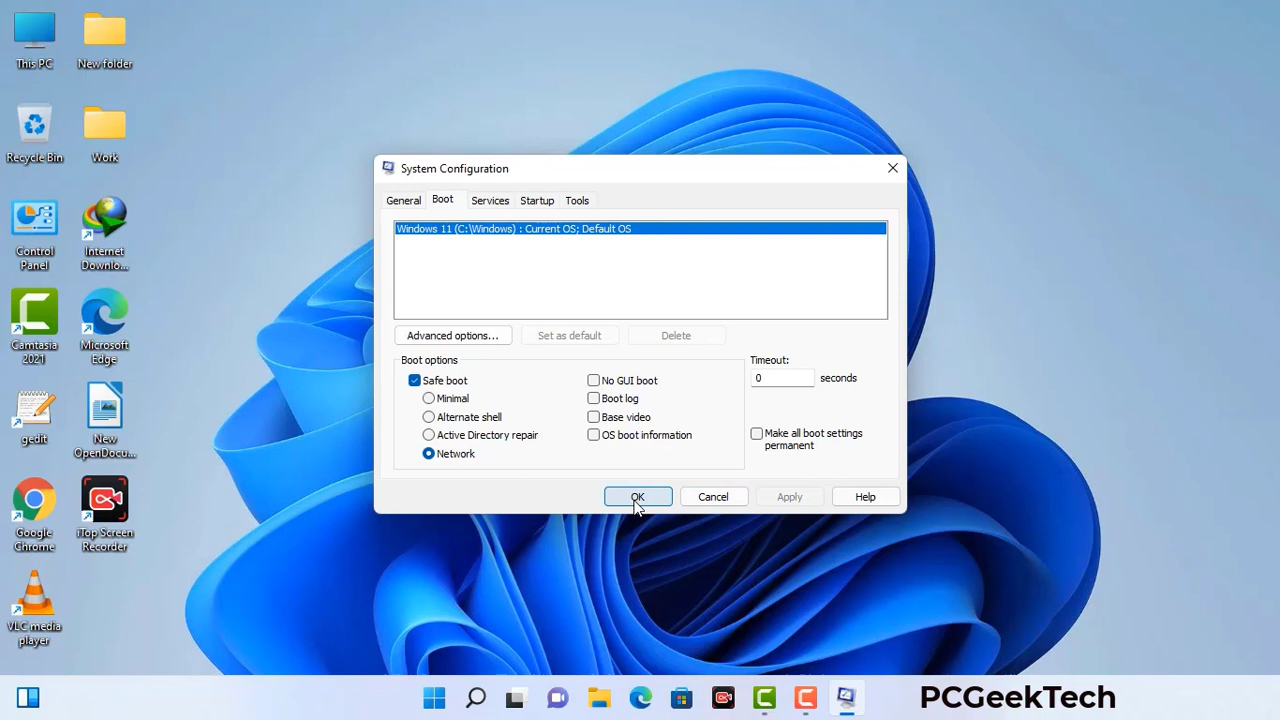 This PC
New folder
Recycle Bin
Work
Control
Panel
Internet
Downlo...
Camtasia
2021
Microsoft
Edge
gedit
New
OpenDocu...
Google
Chrome
iTop Screen
Recorder
VLC media
player
System Configuration
General
Boot
Services
Startup
Tools
Windows 11 (C:\Windows) : Current OS; Default OS
Advanced options...
Set as default
Delete
Boot options
Safe boot
Minimal
Alternate shell
Active Directory repair
Network
No GUI boot
Boot log
Base video
OS boot information
Timeout:
0 seconds
Make all boot settings
permanent
OK
Cancel
Apply
Help
PCGeekTech